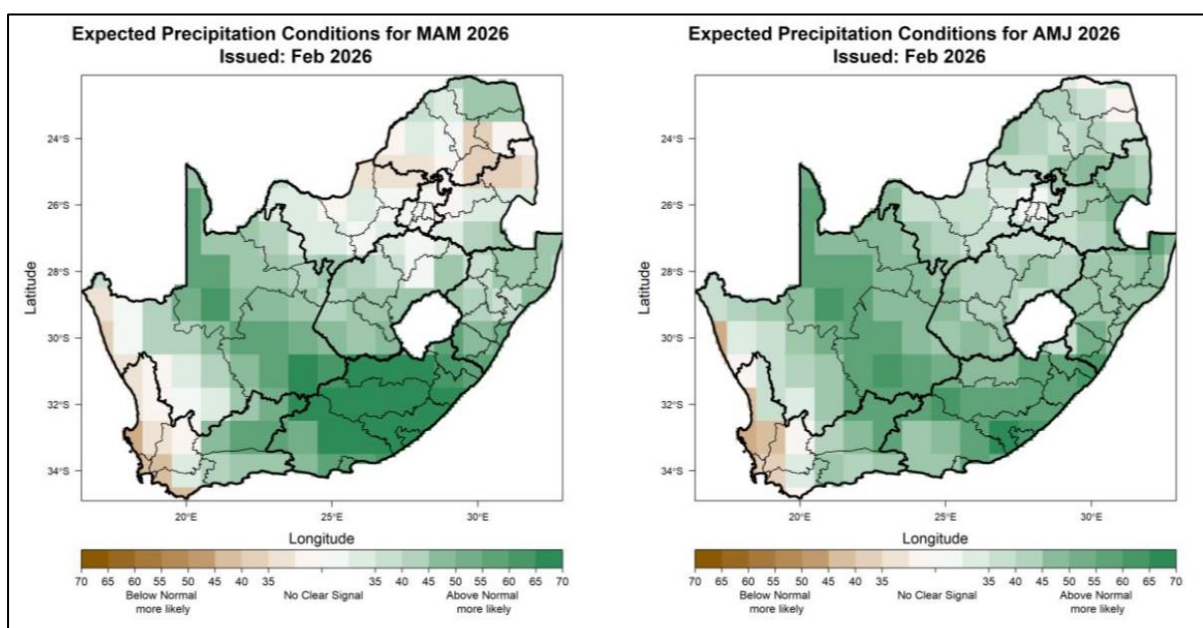 Expected Precipitation Conditions for MAM 2026
Issued: Feb 2026
24°S
26°S
28°S
30°S
32°S
34°S
Latitude
20°E
25°E
30°E
Longitude
70 65 60 55 50 45 40 35 35 40 45 50 55 60 65 70
Below Normal
more likely
No Clear Signal
Above Normal
more likely
Expected Precipitation Conditions for AMJ 2026
Issued: Feb 2026
24°S
26°S
28°S
30°S
32°S
34°S
Latitude
20°E
25°E
30°E
Longitude
70 65 60 55 50 45 40 35 35 40 45 50 55 60 65 70
Below Normal
more likely
No Clear Signal
Above Normal
more likely